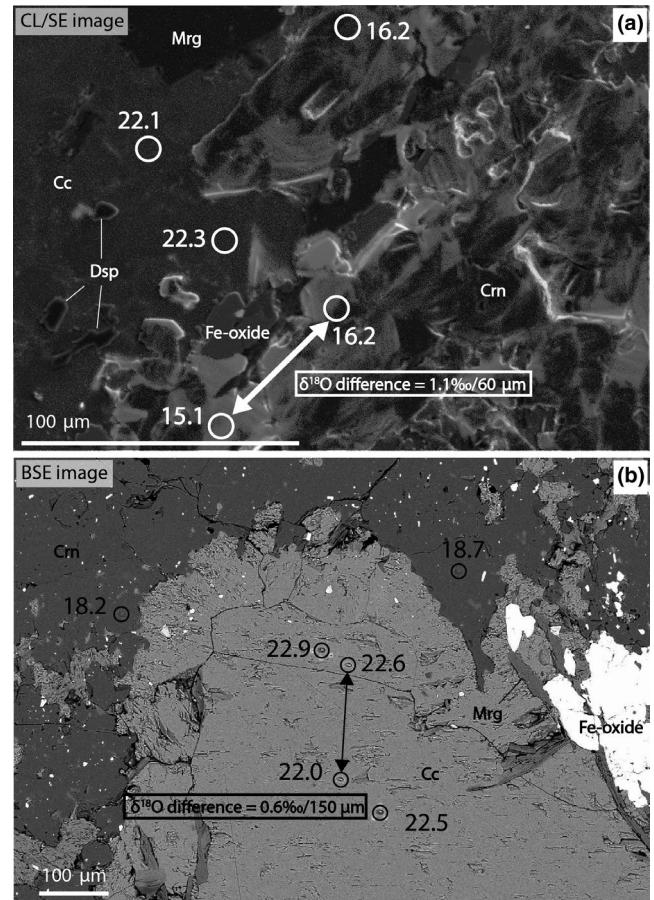 CL/SE image
Mrg
16.2
(a)
22.1
Cc
22.3
Dsp
Crn
Fe-oxide
16.2
δ¹⁸O difference = 1.1‰/60 μm
15.1
100 μm
BSE image
(b)
Crn
18.7
18.2
22.9
22.6
Mrg
Fe-oxide
22.0
Cc
δ¹⁸O difference = 0.6‰/150 μm
22.5
100 μm